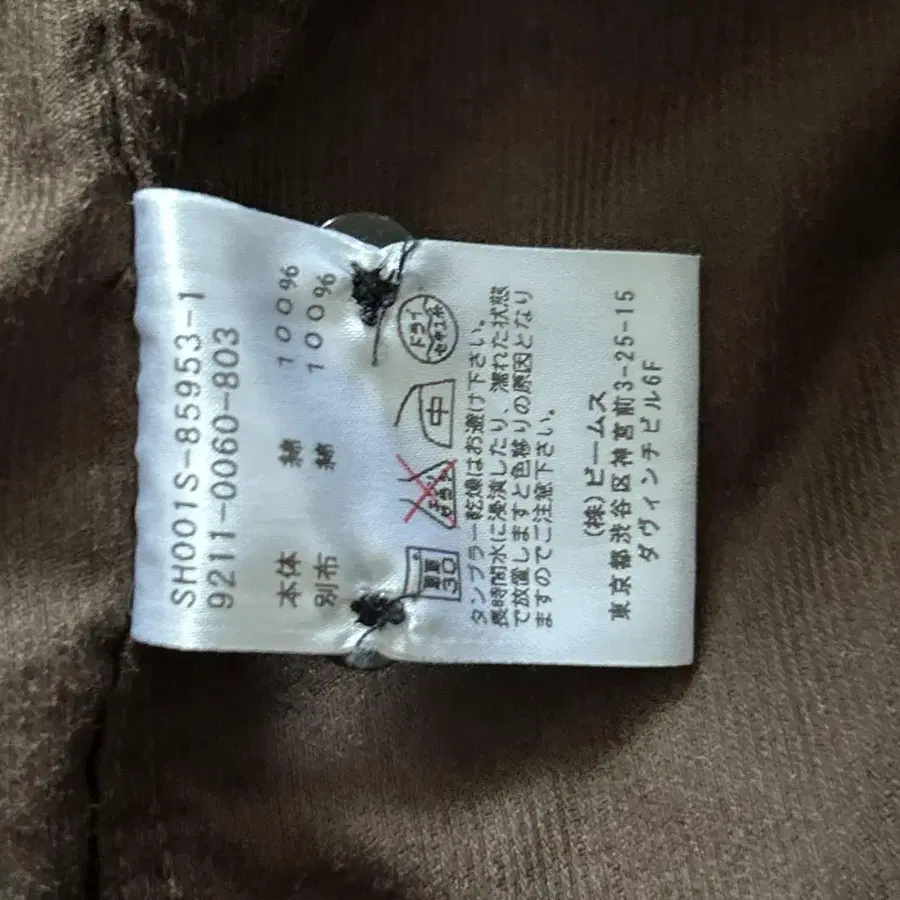 SH001S-85953-1
9211-0060-803
本体 綿 100%
別布 綿 100%
30 中 ドライ
タンブラー乾燥はお避け下さい。
長時間水に浸漬したり、濡れた状態
で放置しますと色移りの原因となり
ますのでご注意下さい。
(株)ビームス
東京都渋谷区神宮前3-25-15
ダヴィンチビル6F